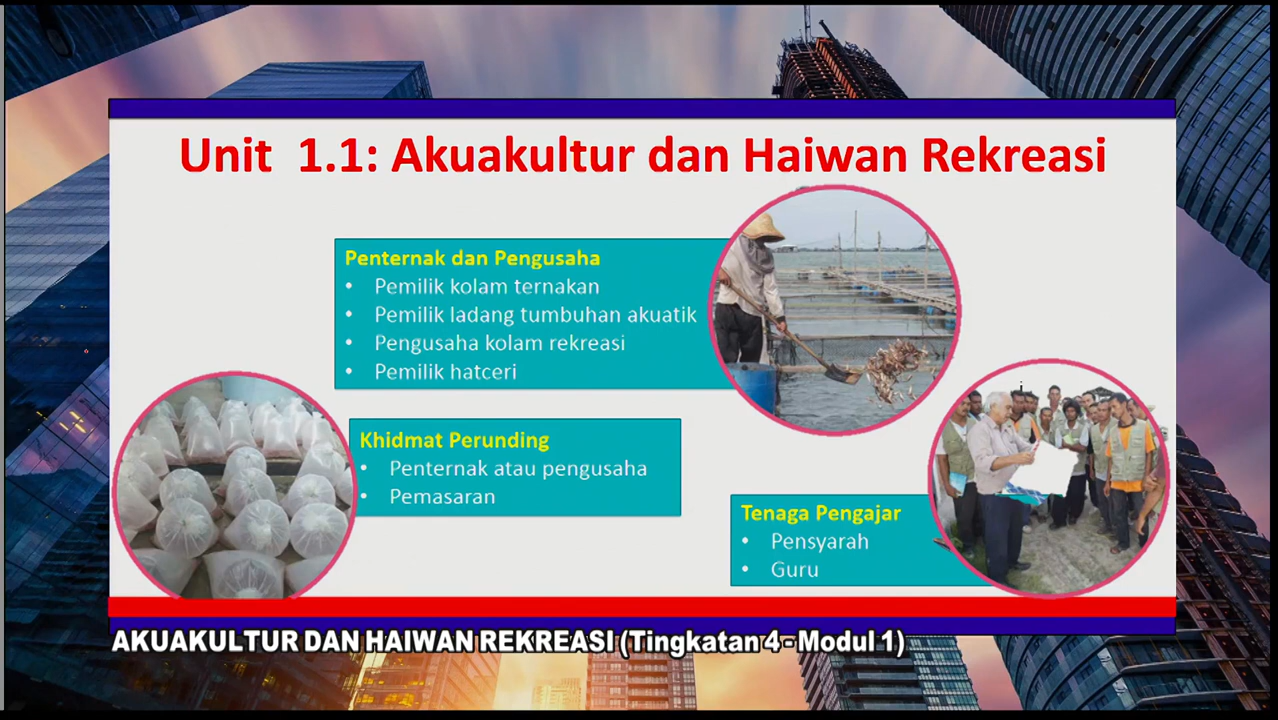 Unit 1.1: Akuakultur dan Haiwan Rekreasi
Penternak dan Pengusaha
• Pemilik kolam ternakan
• Pemilik ladang tumbuhan akuatik
• Pengusaha kolam rekreasi
• Pemilik hatceri
Khidmat Perunding
• Penternak atau pengusaha
• Pemasaran
Tenaga Pengajar
• Pensyarah
• Guru
AKUAKULTUR DAN HAIWAN REKREASI (Tingkatan 4 - Modul 1)